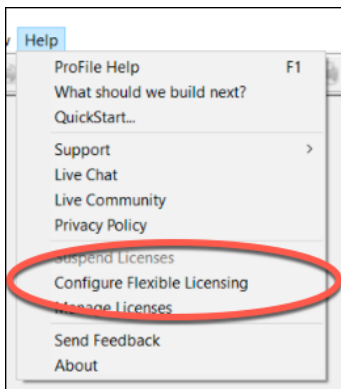 Help
ProFile Help F1
What should we build next?
QuickStart...
Support >
Live Chat
Live Community
Privacy Policy
Suspend Licenses
Configure Flexible Licensing
Manage Licenses
Send Feedback
About